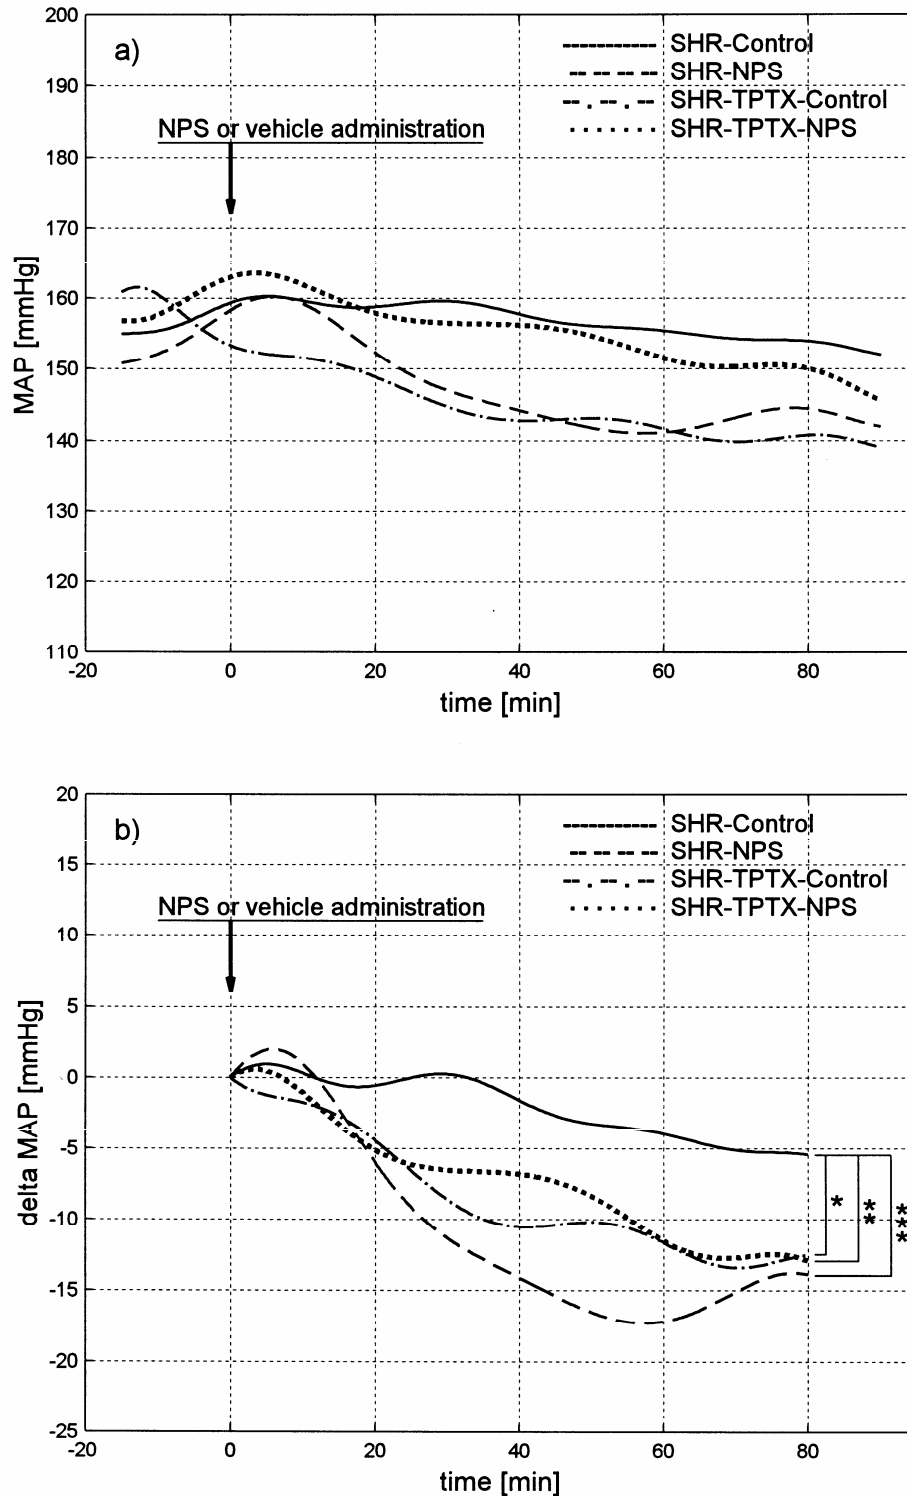 a)
SHR-Control
SHR-NPS
SHR-TPTX-Control
SHR-TPTX-NPS
NPS or vehicle administration
MAP [mmHg]
200
190
180
170
160
150
140
130
120
110
-20
0
20
40
60
80
time [min]
b)
SHR-Control
SHR-NPS
SHR-TPTX-Control
SHR-TPTX-NPS
NPS or vehicle administration
delta MAP [mmHg]
20
15
10
5
0
-5
-10
-15
-20
-25
*
**
***
-20
0
20
40
60
80
time [min]